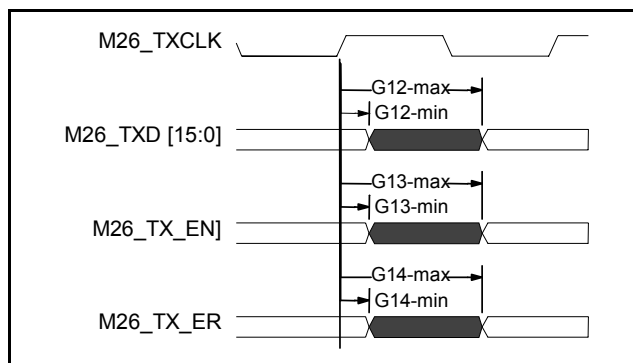 M26_TXCLK
G12-max
G12-min
M26_TXD [15:0]
G13-max
G13-min
M26_TX_EN]
G14-max
G14-min
M26_TX_ER